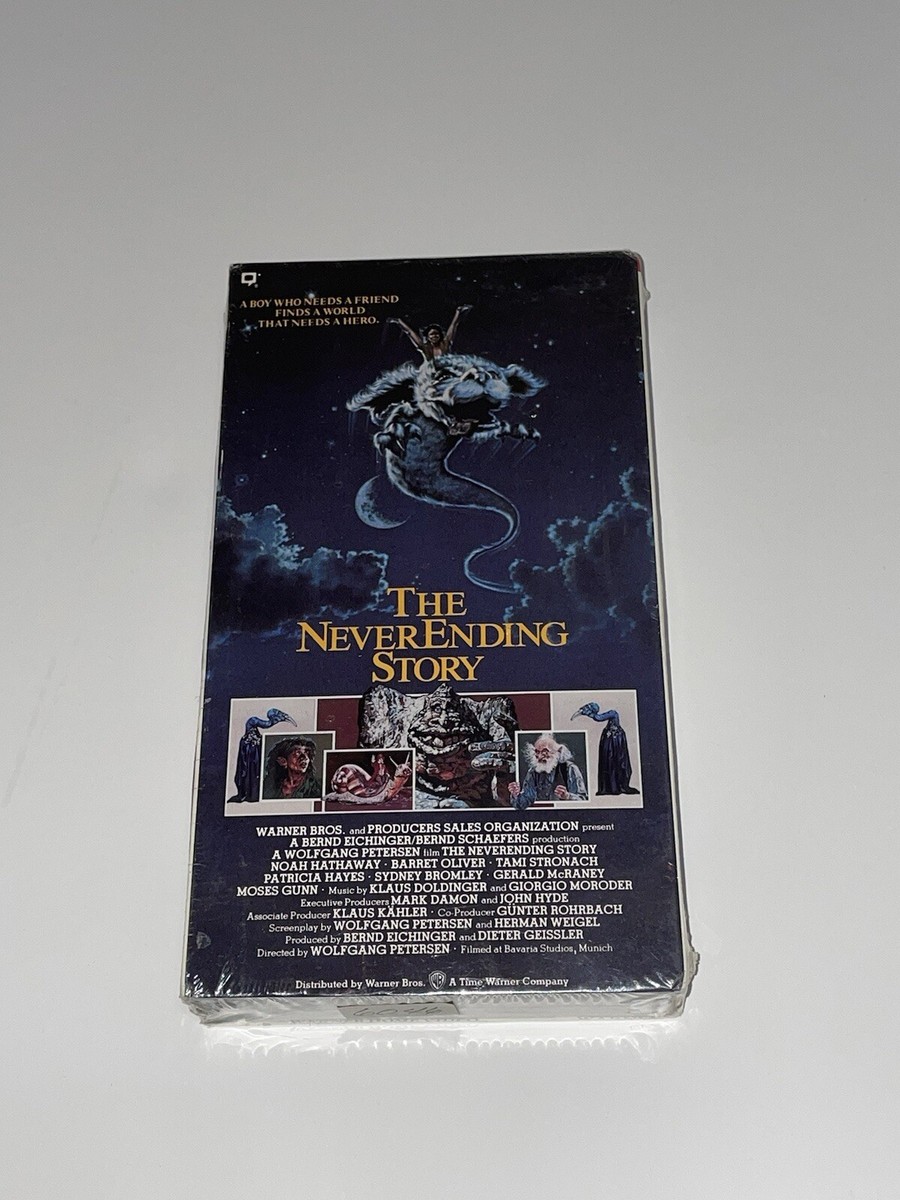 A BOY WHO NEEDS A FRIEND
FINDS A WORLD
THAT NEEDS A HERO.
THE
NEVERENDING
STORY
WARNER BROS. and PRODUCERS SALES ORGANIZATION present
A BERND EICHINGER/BERND SCHAEFERS production
A WOLFGANG PETERSEN film THE NEVERENDING STORY
NOAH HATHAWAY · BARRET OLIVER · TAMI STRONACH
PATRICIA HAYES · SYDNEY BROMLEY · GERALD McRANEY
MOSES GUNN · Music by KLAUS DOLDINGER and GIORGIO MORODER
Executive Producers MARK DAMON and JOHN HYDE
Associate Producer KLAUS KÄHLER · Co-Producer GÜNTER ROHRBACH
Screenplay by WOLFGANG PETERSEN and HERMAN WEIGEL
Produced by BERND EICHINGER and DIETER GEISSLER
Directed by WOLFGANG PETERSEN · Filmed at Bavaria Studios, Munich
Distributed by Warner Bros. WB A Time Warner Company